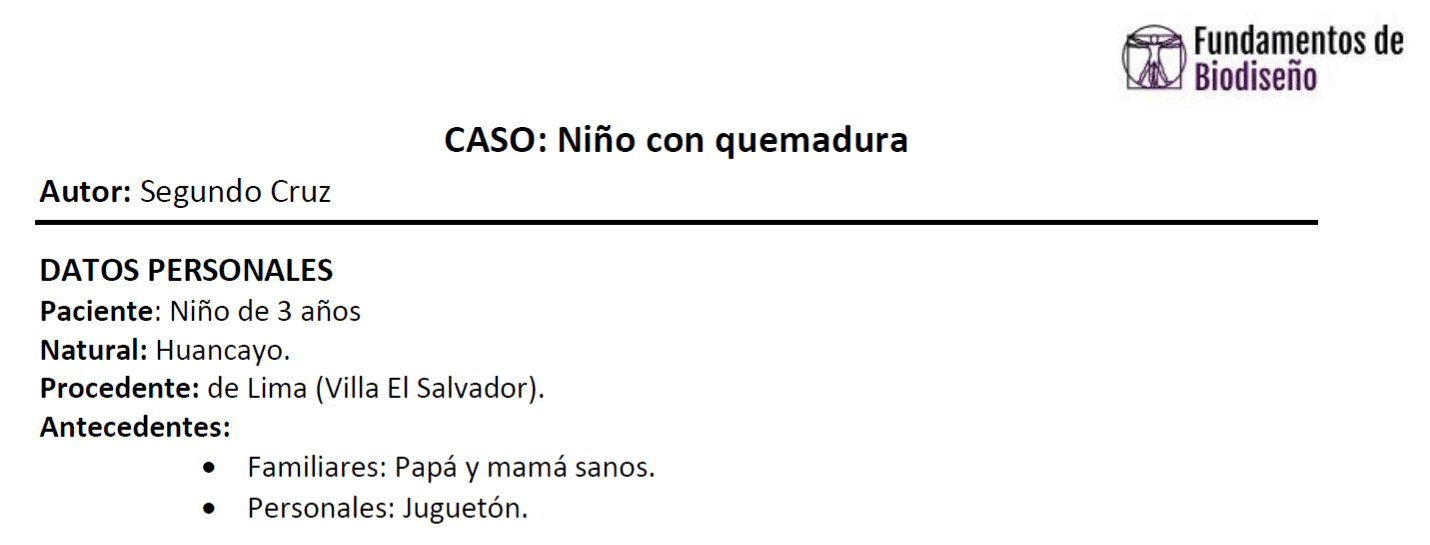 Fundamentos de
Biodiseño
CASO: Niño con quemadura
Autor: Segundo Cruz
DATOS PERSONALES
Paciente: Niño de 3 años
Natural: Huancayo.
Procedente: de Lima (Villa El Salvador).
Antecedentes:
• Familiares: Papá y mamá sanos.
• Personales: Juguetón.